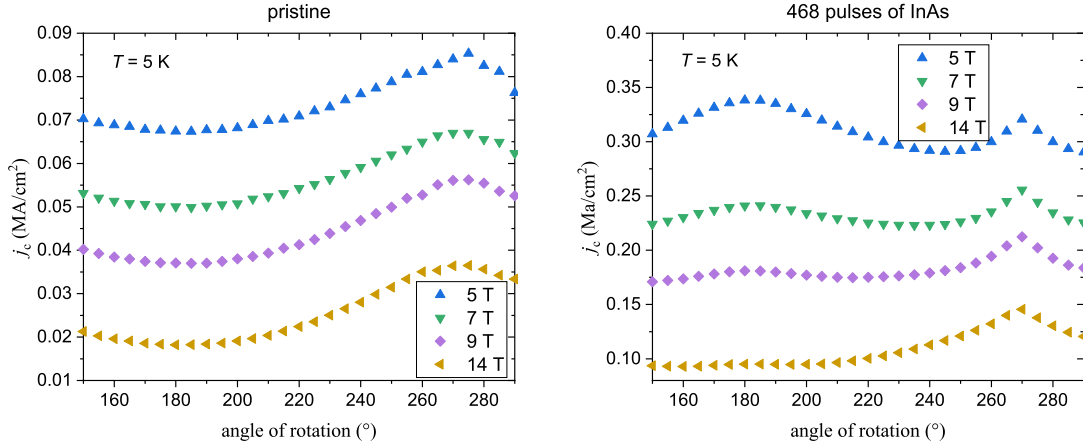 pristine
0.09
0.08
0.07
0.06
0.05
0.04
0.03
0.02
0.01
jc (MA/cm²)
T = 5 K
5 T
7 T
9 T
14 T
160 180 200 220 240 260 280
angle of rotation (°)
468 pulses of InAs
0.40
0.35
0.30
0.25
0.20
0.15
0.10
jc (Ma/cm²)
T = 5 K
5 T
7 T
9 T
14 T
160 180 200 220 240 260 280
angle of rotation (°)